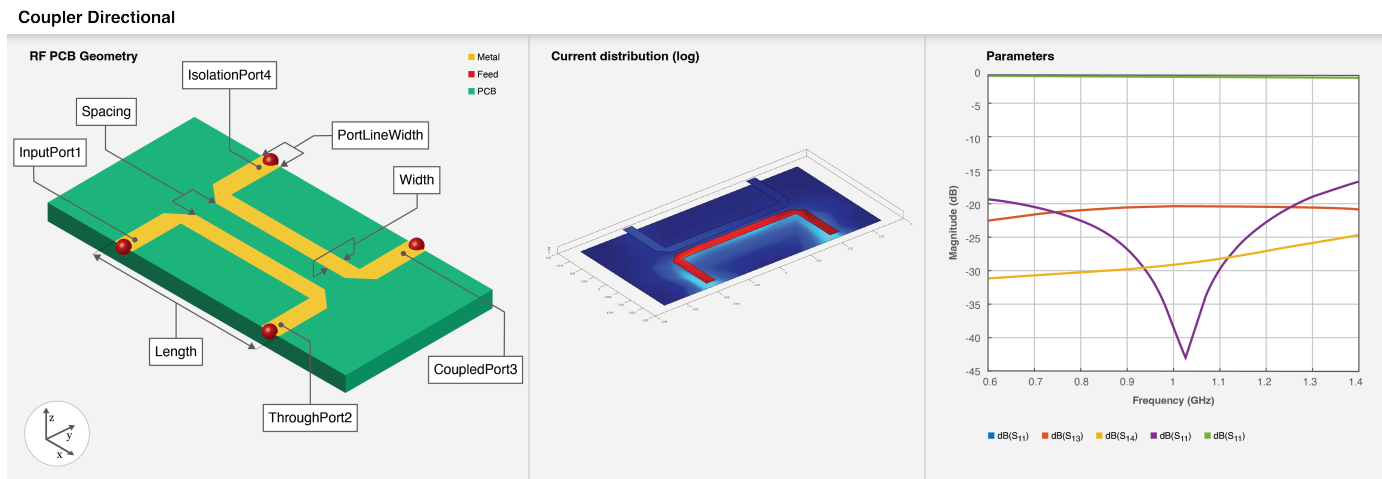 Coupler Directional
RF PCB Geometry
Metal
Feed
PCB
IsolationPort4
Spacing
PortLineWidth
InputPort1
Width
Length
CoupledPort3
ThroughPort2
z
y
x
Current distribution (log)
Parameters
Magnitude (dB)
0
-5
-10
-15
-20
-25
-30
-35
-40
-45
0.6 0.7 0.8 0.9 1 1.1 1.2 1.3 1.4
Frequency (GHz)
dB(S11) dB(S13) dB(S14) dB(S11) dB(S11)